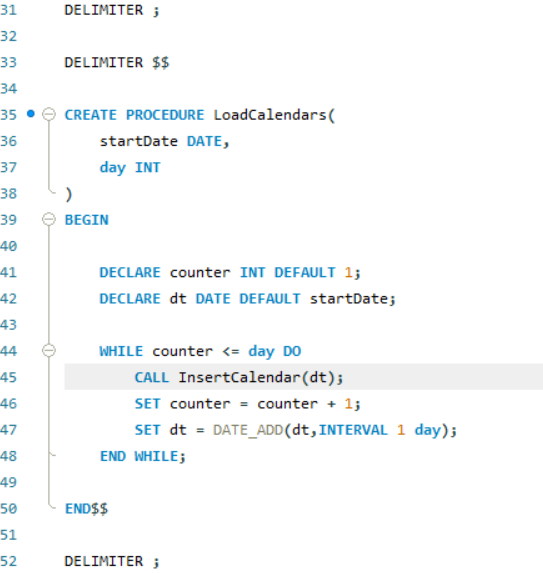 31 DELIMITER ;
32
33 DELIMITER $$
34
35 CREATE PROCEDURE LoadCalendars(
36     startDate DATE,
37     day INT
38 )
39 BEGIN
40
41     DECLARE counter INT DEFAULT 1;
42     DECLARE dt DATE DEFAULT startDate;
43
44     WHILE counter <= day DO
45         CALL InsertCalendar(dt);
46         SET counter = counter + 1;
47         SET dt = DATE_ADD(dt,INTERVAL 1 day);
48     END WHILE;
49
50 END$$
51
52 DELIMITER ;